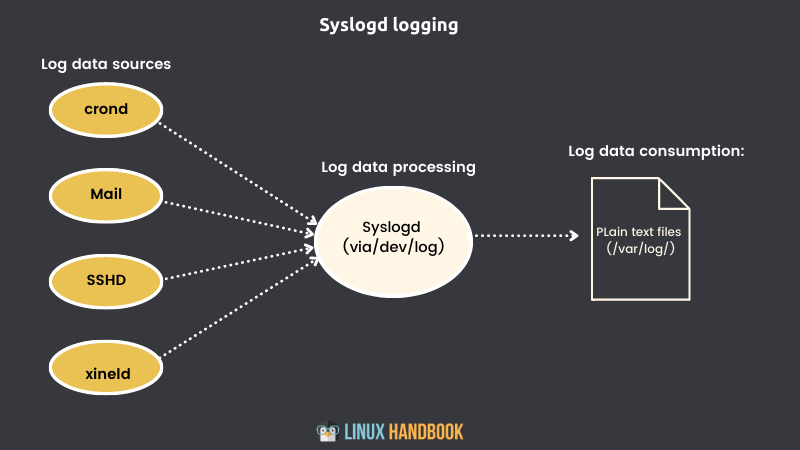 Syslogd logging
Log data sources
crond
Mail
SSHD
xineld
Log data processing
Syslogd
(via/dev/log)
Log data consumption:
PLain text files
(/var/log/)
LINUX HANDBOOK